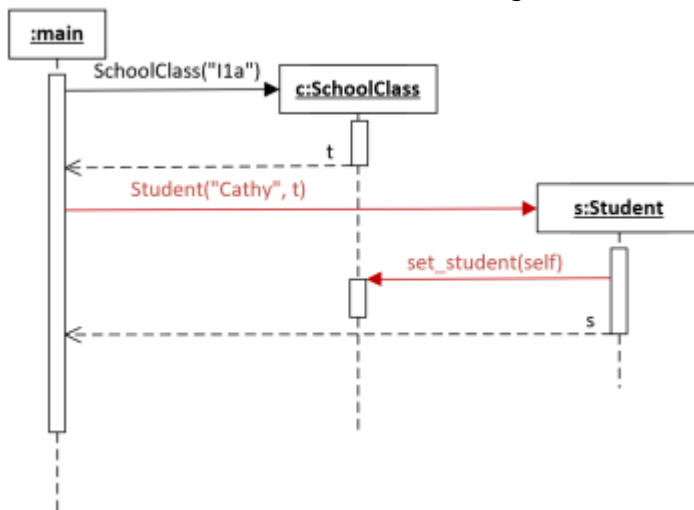 :main
SchoolClass("I1a")
c:SchoolClass
t
Student("Cathy", t)
s:Student
set_student(self)
s